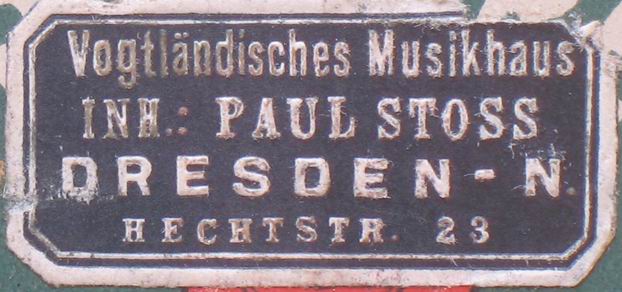 Vogtländisches Musikhaus
INH.: PAUL STOSS
DRESDEN-N.
HECHTSTR. 23